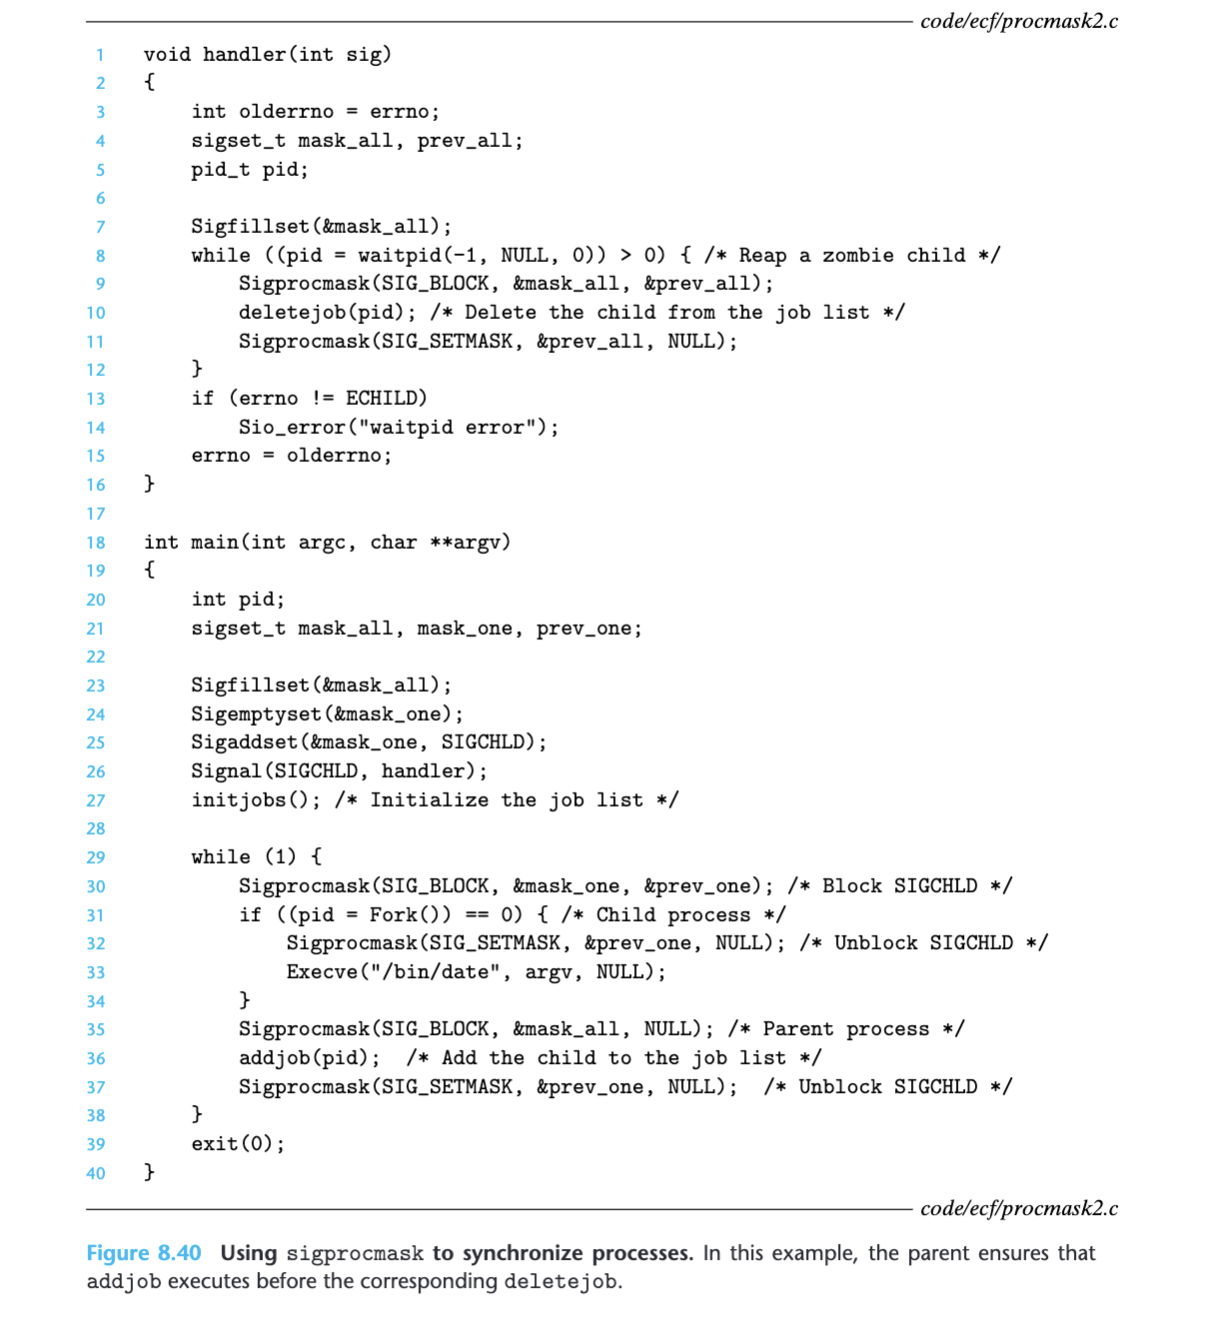 code/ecf/procmask2.c
1 void handler(int sig)
2 {
3 int olderrno = errno;
4 sigset_t mask_all, prev_all;
5 pid_t pid;
6
7 Sigfillset(&mask_all);
8 while ((pid = waitpid(-1, NULL, 0)) > 0) { /* Reap a zombie child */
9 Sigprocmask(SIG_BLOCK, &mask_all, &prev_all);
10 deletejob(pid); /* Delete the child from the job list */
11 Sigprocmask(SIG_SETMASK, &prev_all, NULL);
12 }
13 if (errno != ECHILD)
14 Sio_error("waitpid error");
15 errno = olderrno;
16 }
17
18 int main(int argc, char **argv)
19 {
20 int pid;
21 sigset_t mask_all, mask_one, prev_one;
22
23 Sigfillset(&mask_all);
24 Sigemptyset(&mask_one);
25 Sigaddset(&mask_one, SIGCHLD);
26 Signal(SIGCHLD, handler);
27 initjobs(); /* Initialize the job list */
28
29 while (1) {
30 Sigprocmask(SIG_BLOCK, &mask_one, &prev_one); /* Block SIGCHLD */
31 if ((pid = Fork()) == 0) { /* Child process */
32 Sigprocmask(SIG_SETMASK, &prev_one, NULL); /* Unblock SIGCHLD */
33 Execve("/bin/date", argv, NULL);
34 }
35 Sigprocmask(SIG_BLOCK, &mask_all, NULL); /* Parent process */
36 addjob(pid); /* Add the child to the job list */
37 Sigprocmask(SIG_SETMASK, &prev_one, NULL); /* Unblock SIGCHLD */
38 }
39 exit(0);
40 }
code/ecf/procmask2.c
Figure 8.40 Using sigprocmask to synchronize processes. In this example, the parent ensures that
addjob executes before the corresponding deletejob.